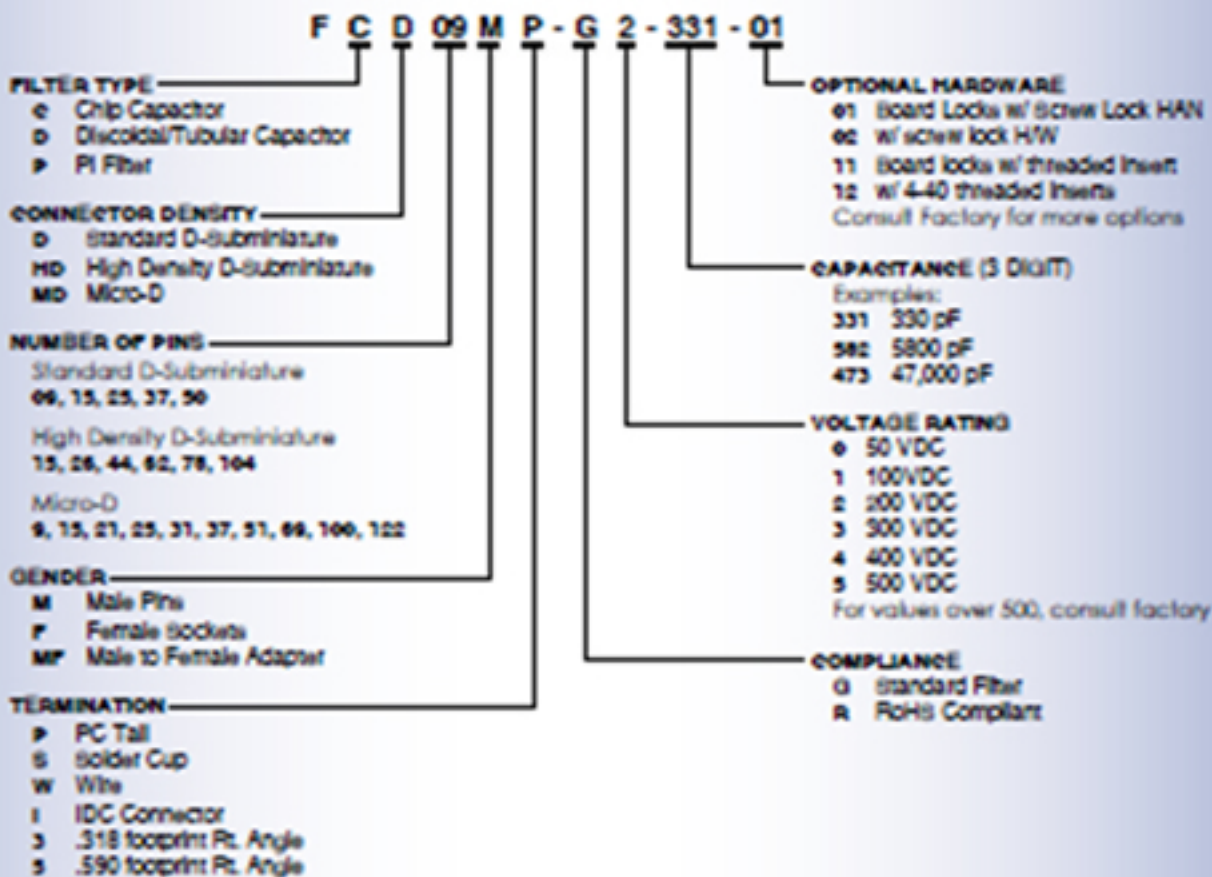 F C D 09 M P - G 2 - 331 - 01
FILTER TYPE
C Chip Capacitor
D Discoidal/Tubular Capacitor
P PI Filter
CONNECTOR DENSITY
D Standard D-Subminiature
HD High Density D-Subminiature
MD Micro-D
NUMBER OF PINS
Standard D-Subminiature
09, 15, 25, 37, 50
High Density D-Subminiature
15, 26, 44, 62, 78, 104
Micro-D
9, 15, 21, 25, 31, 37, 51, 69, 100, 122
GENDER
M Male Pins
F Female Sockets
MF Male to Female Adapter
TERMINATION
P PC Tail
S Solder Cup
W Wire
I IDC Connector
3 .318 footprint Rt. Angle
5 .590 footprint Rt. Angle
OPTIONAL HARDWARE
01 Board Locks w/ Screw Lock HAN
02 w/ screw lock H/W
11 Board locks w/ threaded insert
12 w/ 4-40 threaded inserts
Consult Factory for more options
CAPACITANCE (3 DIGIT)
Examples:
331 330 pF
582 5800 pF
473 47,000 pF
VOLTAGE RATING
0 50 VDC
1 100VDC
2 200 VDC
3 300 VDC
4 400 VDC
5 500 VDC
For values over 500, consult factory
COMPLIANCE
G Standard Filter
R RoHS Compliant